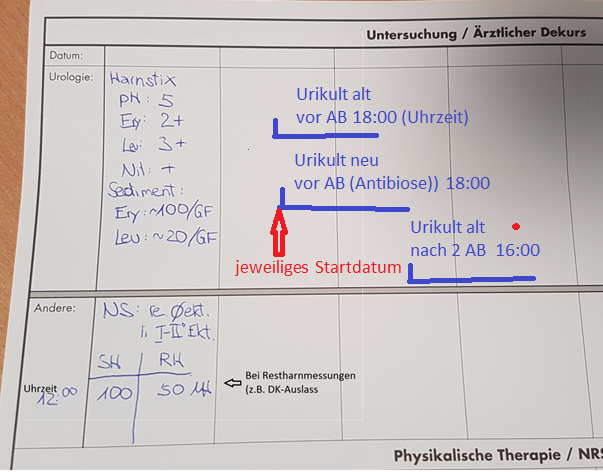 Untersuchung / Ärztlicher Dekurs
Datum:
Urologie:
Harnstix
pH: 5
Ery: 2+
Leu: 3+
Nit: +
Sediment:
Ery: ~100/GF
Leu: ~20/GF
Urikult alt
vor AB 18:00 (Uhrzeit)
Urikult neu
vor AB (Antibiose)) 18:00
jeweiliges Startdatum
Urikult alt
nach 2 AB 16:00
Andere:
NS: re. Øekt.
li I-II° Ekt.
SH RH
Uhrzeit
12:00
100 50 Ml
Bei Restharnmessungen
(z.B. DK-Auslass
Physikalische Therapie / NRS